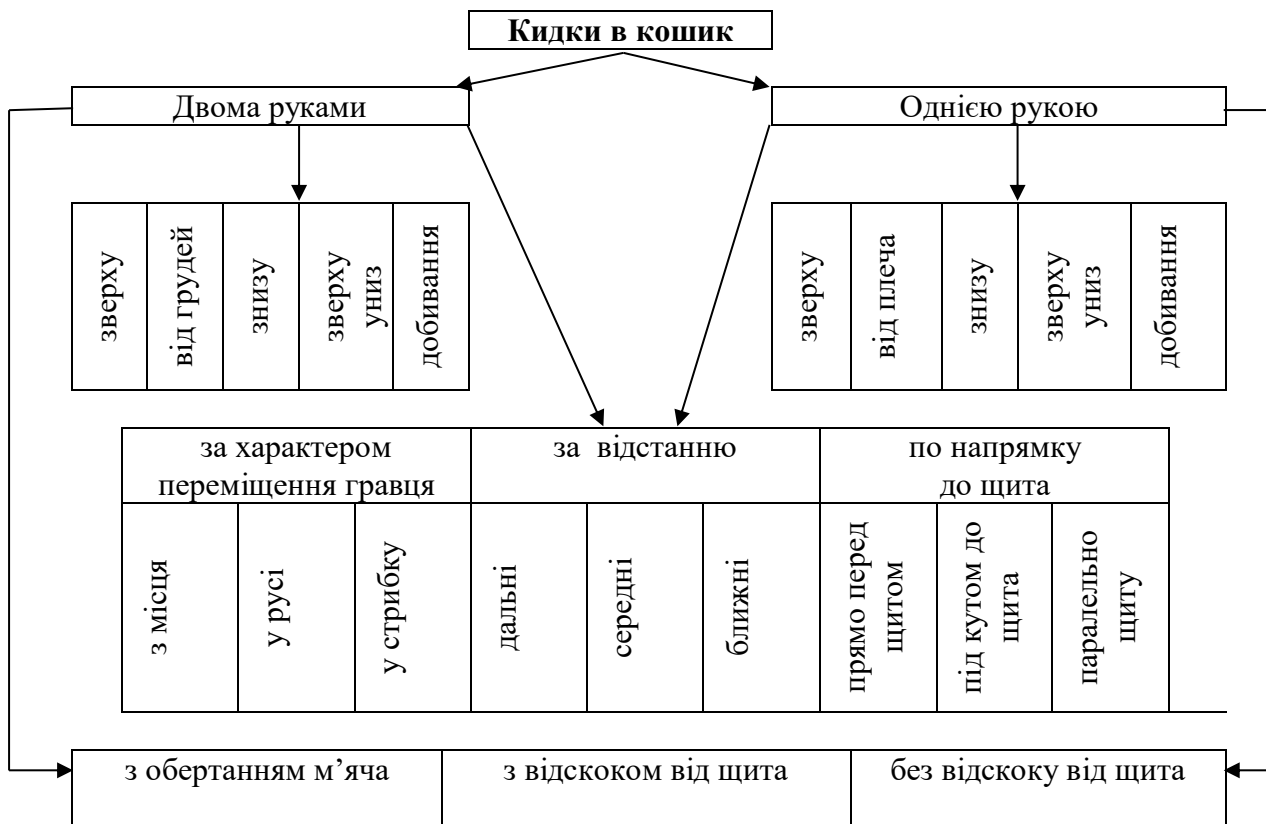 Кидки в кошик
Двома руками
Однією рукою
зверху
від грудей
знизу
зверху
униз
добивання
зверху
від плеча
знизу
зверху
униз
добивання
за характером
переміщення гравця
за відстанню
по напрямку
до щита
з місця
у русі
у стрибку
дальні
середні
ближні
прямо перед
щитом
під кутом до
щита
паралельно
щиту
з обертанням м’яча
з відскоком від щита
без відскоку від щита